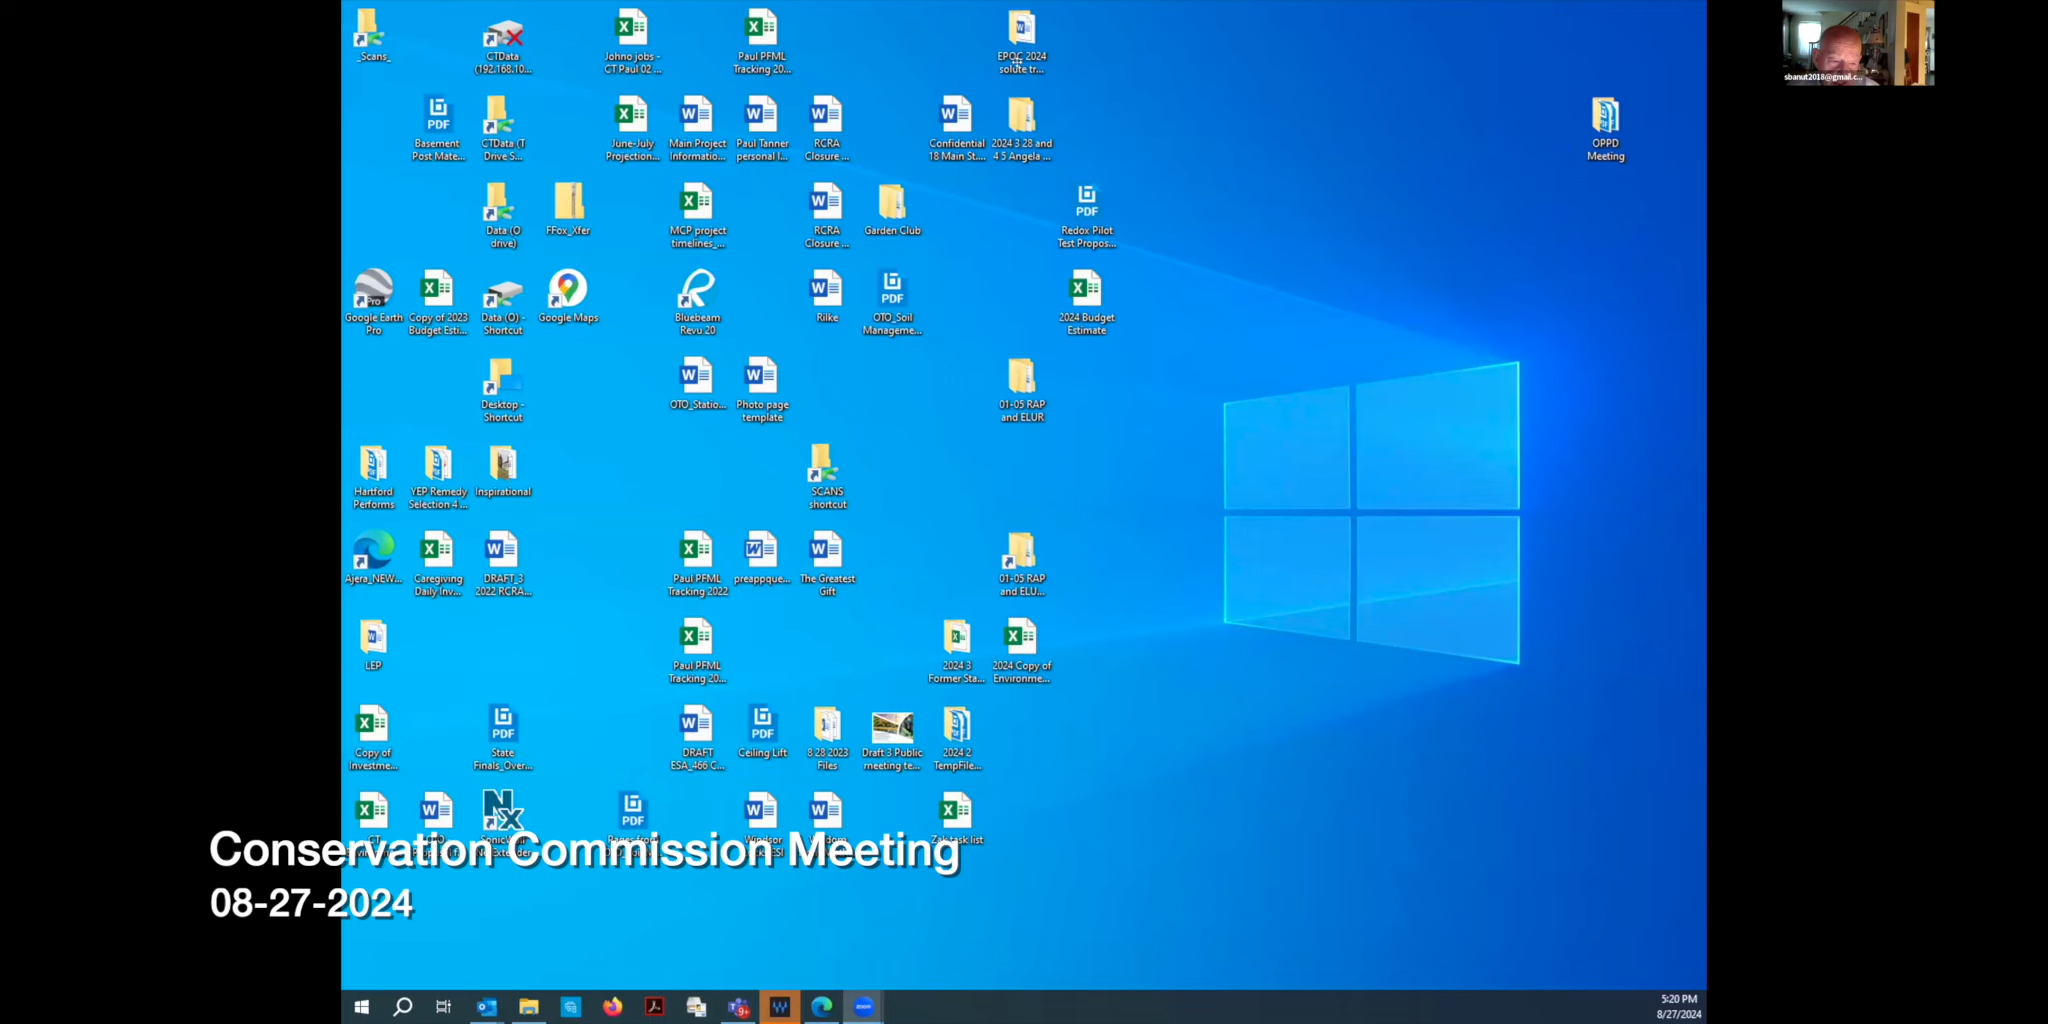 _Scans_
CTData
(192.168.10...
Johno jobs -
CT Paul 02 ...
Paul PFML
Tracking 20...
EPOC 2024
solute tr...
sbanut2018@gmail.c...
PDF
Basement
Post Mate...
CTData (T
Drive S...
June-July
Projection...
Main Project
Informatio...
Paul Tanner
personal I...
RCRA
Closure ...
Confidential
18 Main St....
2024 3 28 and
4 5 Angela ...
OPPD
Meeting
Data (O
drive)
FFox_Xfer
MCP project
timelines_...
RCRA
Closure ...
Garden Club
PDF
Redox Pilot
Test Propos...
Pro
Google Earth
Pro
Copy of 2023
Budget Esti...
Data (O) -
Shortcut
Google Maps
Bluebeam
Revu 20
Rilke
PDF
OTO_Soil
Manageme...
2024 Budget
Estimate
Desktop -
Shortcut
OTO_Statio...
Photo page
template
01-05 RAP
and ELUR
Hartford
Performs
YEP Remedy
Selection 4 ...
Inspirational
SCANS
shortcut
Ajera_NEW...
Caregiving
Daily Inv...
DRAFT_3
2022 RCRA...
Paul PFML
Tracking 2022
preappque...
The Greatest
Gift
01-05 RAP
and ELU...
LEP
Paul PFML
Tracking 20...
2024 3
Former Sta...
2024 Copy of
Environme...
Copy of
Investme...
PDF
State
Finals_Over...
DRAFT
ESA_466 C...
PDF
Ceiling Lift
8 28 2023
Files
Draft 3 Public
meeting te...
2024 2
TempFile...
PDF
Zak task list
Conservation Commission Meeting
08-27-2024
5:20 PM
8/27/2024